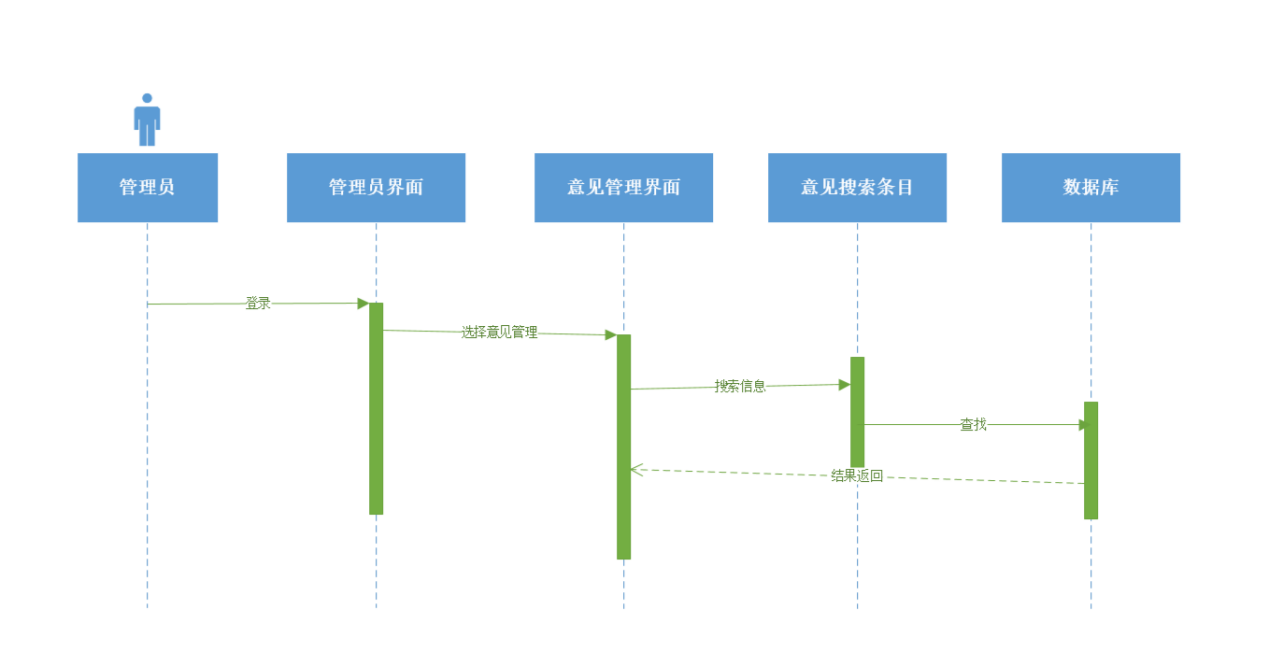 管理员
管理员界面
意见管理界面
意见搜索条目
数据库
登录
选择意见管理
搜索信息
查找
结果返回